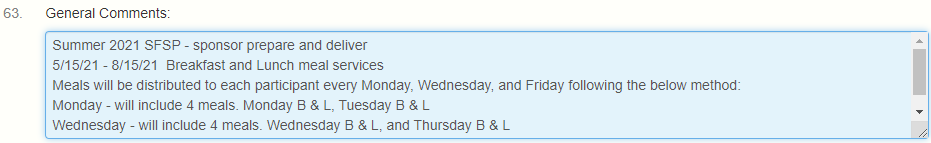 63. General Comments:
Summer 2021 SFSP - sponsor prepare and deliver
5/15/21 - 8/15/21  Breakfast and Lunch meal services
Meals will be distributed to each participant every Monday, Wednesday, and Friday following the below method:
Monday - will include 4 meals. Monday B & L, Tuesday B & L
Wednesday - will include 4 meals. Wednesday B & L, and Thursday B & L